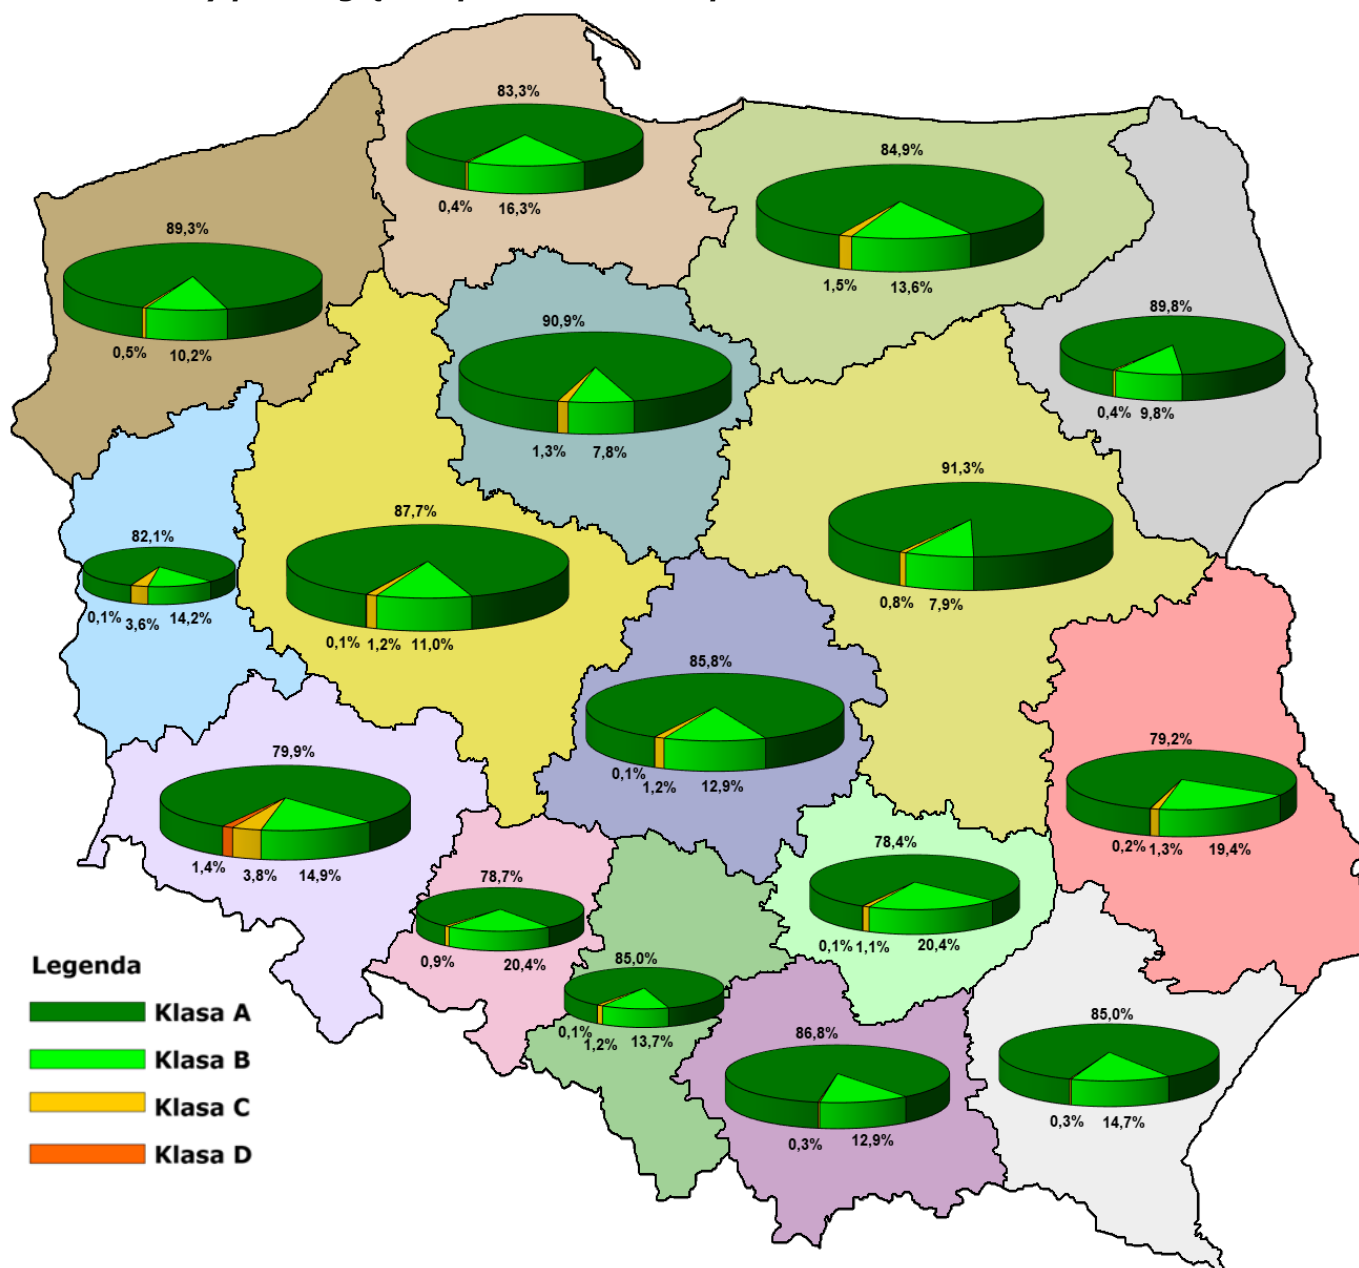 83,3%
0,4% 16,3%
84,9%
1,5% 13,6%
89,3%
0,5% 10,2%
90,9%
1,3% 7,8%
89,8%
0,4% 9,8%
91,3%
0,8% 7,9%
87,7%
0,1% 1,2% 11,0%
82,1%
0,1% 3,6% 14,2%
85,8%
0,1% 1,2% 12,9%
79,9%
1,4% 3,8% 14,9%
79,2%
0,2% 1,3% 19,4%
78,4%
0,1% 1,1% 20,4%
78,7%
0,9% 20,4%
85,0%
0,1% 1,2% 13,7%
86,8%
0,3% 12,9%
85,0%
0,3% 14,7%
Legenda
Klasa A
Klasa B
Klasa C
Klasa D